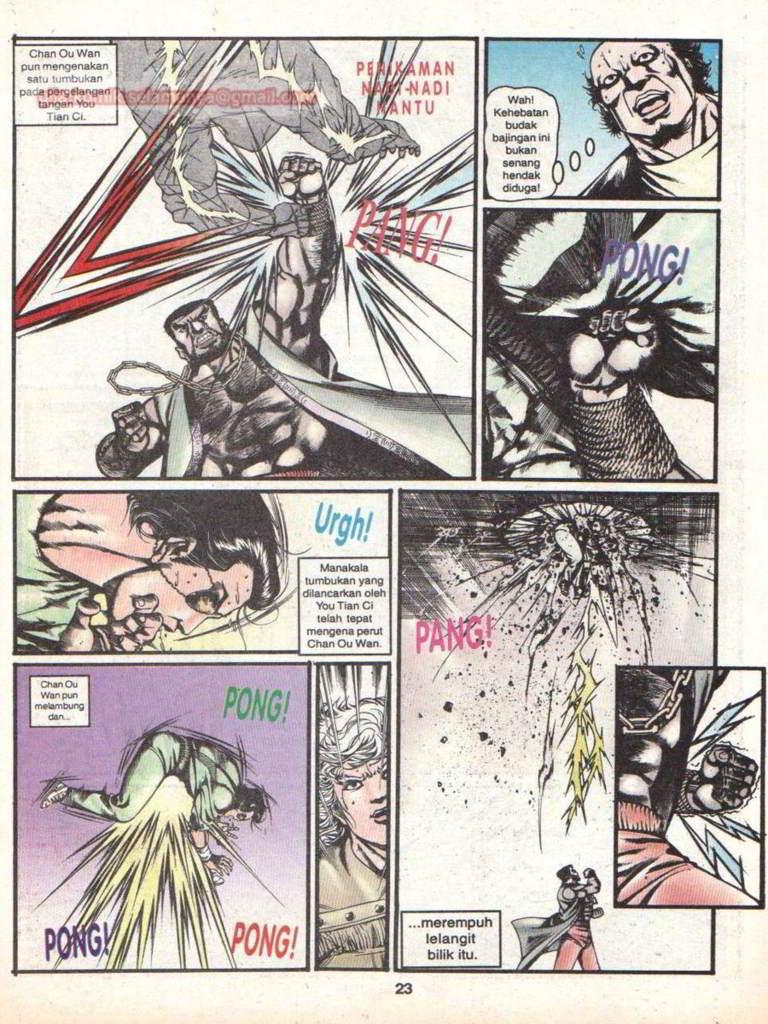 Chan Ou Wan
pun mengenakan
satu tumbukan
pada pergelangan
tangan You
Tian Ci.
PERIKAMAN
NADI-NADI
HANTU
PANG!
Wah!
Kehebatan
budak
bajingan ini
bukan
senang
hendak
diduga!
PONG!
Urgh!
Manakala
tumbukan yang
dilancarkan oleh
You Tian Ci
telah tepat
mengena perut
Chan Ou Wan.
Chan Ou
Wan pun
melambung
dan...
PONG!
PONG!
PONG!
PANG!
...merempuh
lelangit
bilik itu.
23